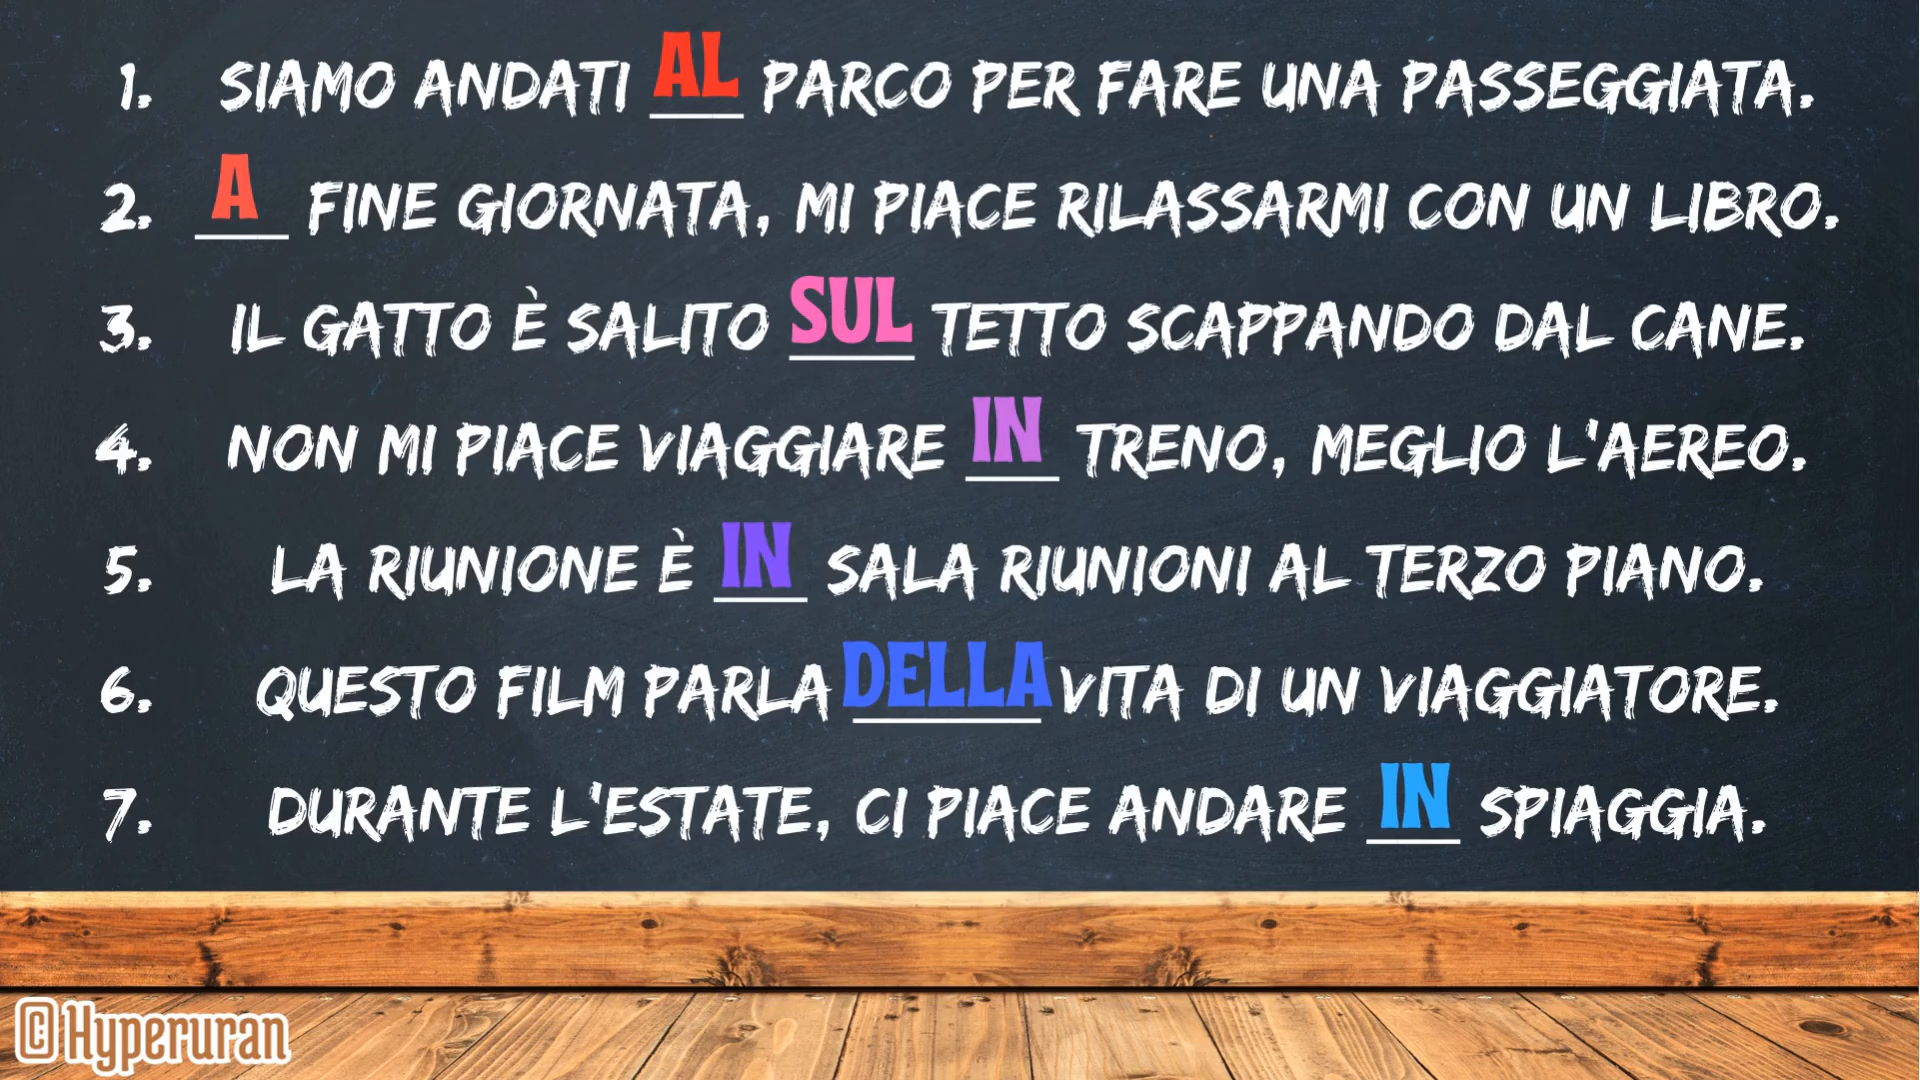 1. SIAMO ANDATI AL PARCO PER FARE UNA PASSEGGIATA.
2. A FINE GIORNATA, MI PIACE RILASSARMI CON UN LIBRO.
3. IL GATTO È SALITO SUL TETTO SCAPPANDO DAL CANE.
4. NON MI PIACE VIAGGIARE IN TRENO, MEGLIO L'AEREO.
5. LA RIUNIONE È IN SALA RIUNIONI AL TERZO PIANO.
6. QUESTO FILM PARLA DELLA VITA DI UN VIAGGIATORE.
7. DURANTE L'ESTATE, CI PIACE ANDARE IN SPIAGGIA.
©Hyperuran